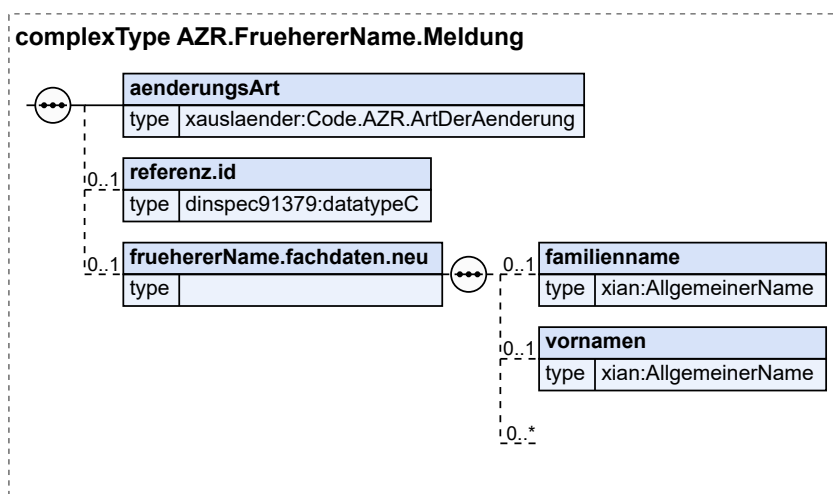 complexType AZR.FruehererName.Meldung
aenderungsArt
type xauslaender:Code.AZR.ArtDerAenderung
0..1 referenz.id
type dinspec91379:datatypeC
0..1 fruehererName.fachdaten.neu
type
0..1 familienname
type xian:AllgemeinerName
0..1 vornamen
type xian:AllgemeinerName
0..*